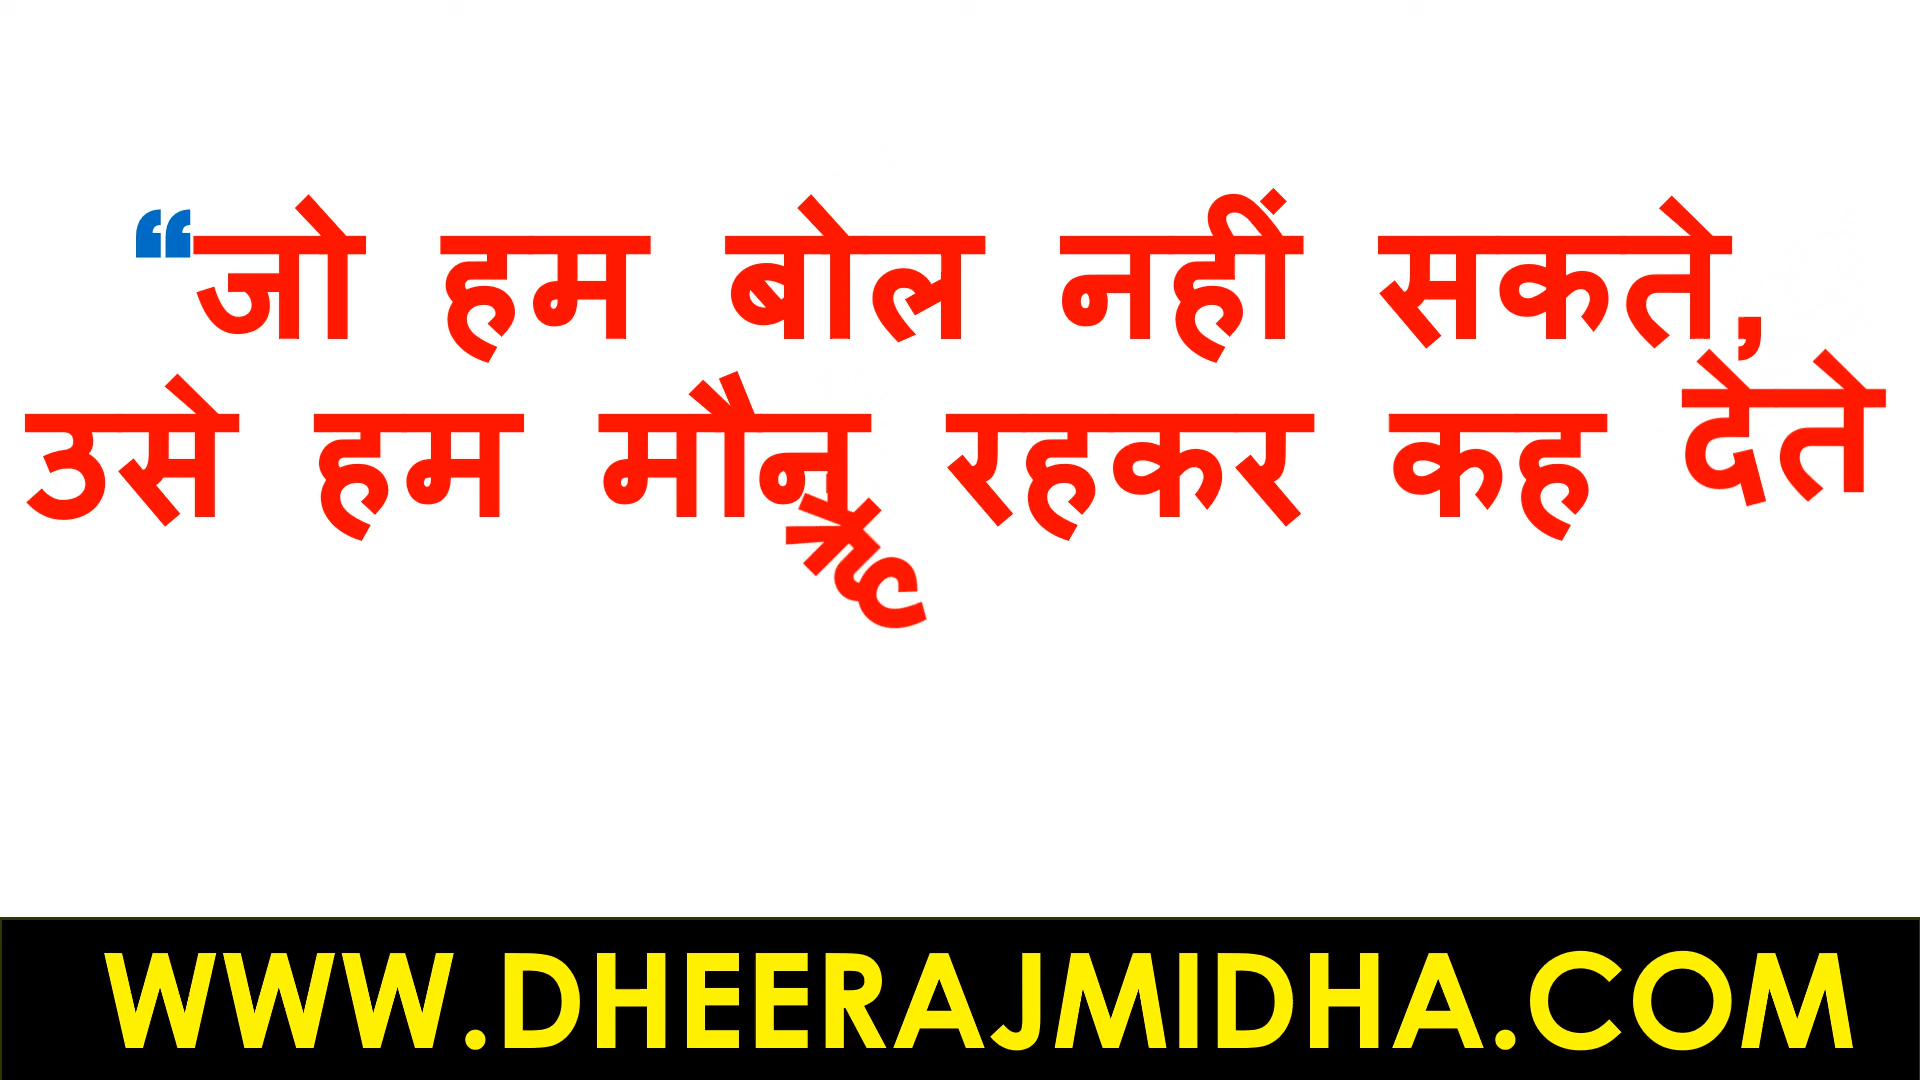 “जो हम बोल नहीं सकते,
उसे हम मौन रहकर कह देते
WWW.DHEERAJMIDHA.COM